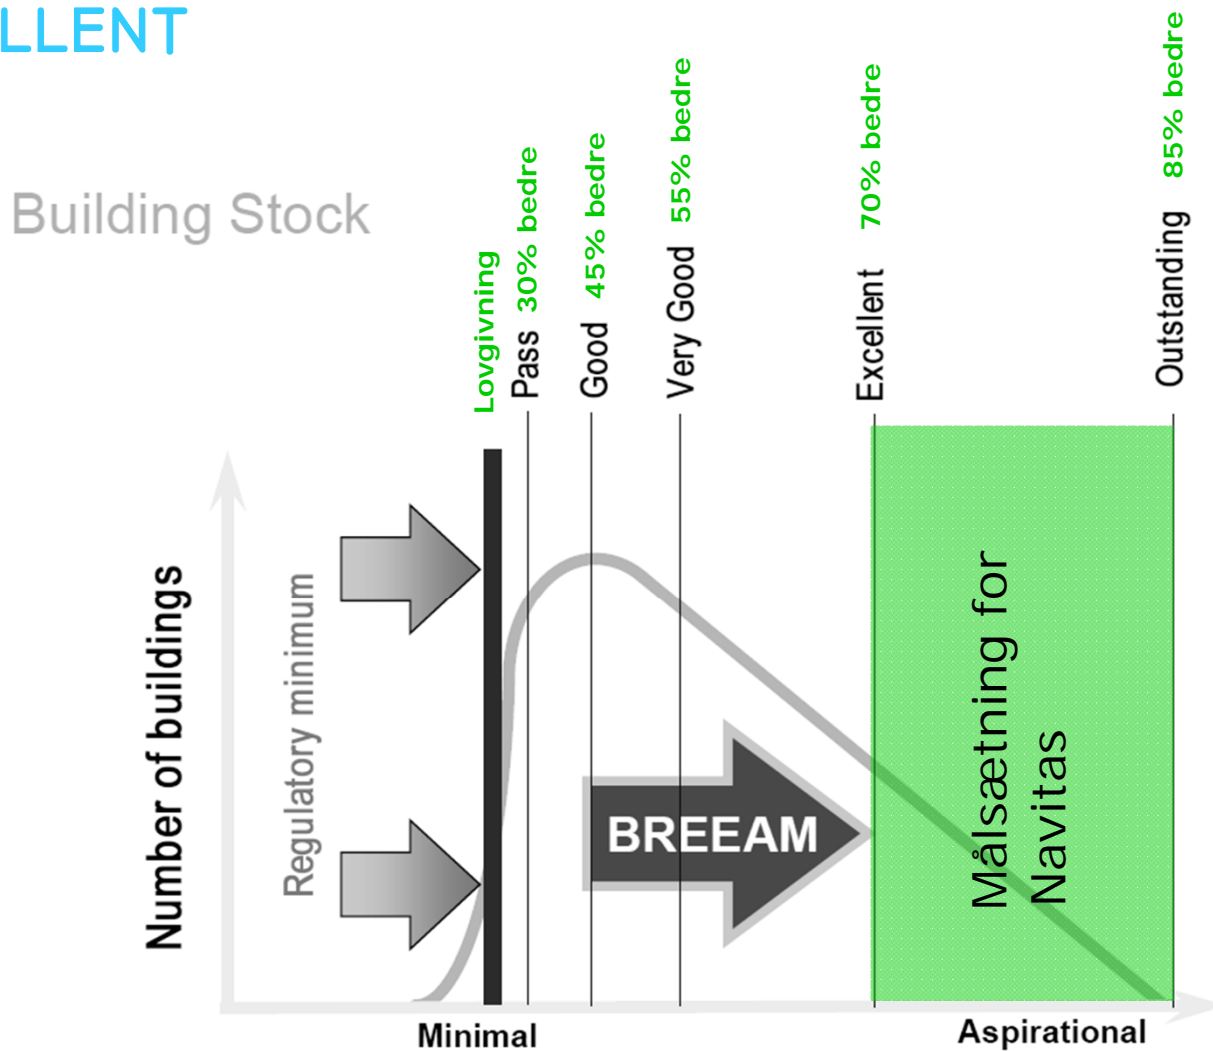 LLENT
Building Stock
Lovgivning
Pass 30% bedre
Good 45% bedre
Very Good 55% bedre
Excellent 70% bedre
Outstanding 85% bedre
Number of buildings
Regulatory minimum
BREEAM
Målsætning for
Navitas
Minimal
Aspirational